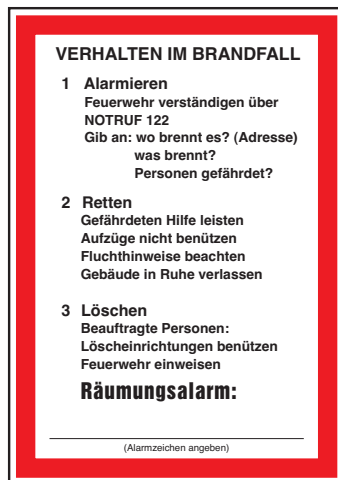 VERHALTEN IM BRANDFALL
1 Alarmieren
Feuerwehr verständigen über
NOTRUF 122
Gib an: wo brennt es? (Adresse)
was brennt?
Personen gefährdet?
2 Retten
Gefährdeten Hilfe leisten
Aufzüge nicht benützen
Fluchthinweise beachten
Gebäude in Ruhe verlassen
3 Löschen
Beauftragte Personen:
Löscheinrichtungen benützen
Feuerwehr einweisen
Räumungsalarm:
(Alarmzeichen angeben)